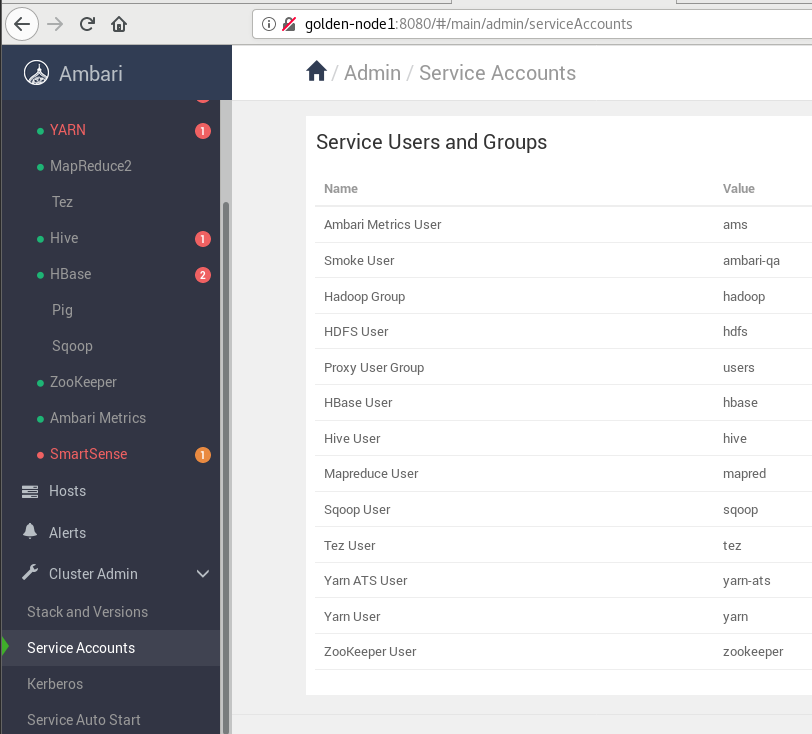 golden-node1:8080/#/main/admin/serviceAccounts
Ambari
/ Admin / Service Accounts
YARN 1
MapReduce2
Tez
Hive 1
HBase 2
Pig
Sqoop
ZooKeeper
Ambari Metrics
SmartSense 1
Hosts
Alerts
Cluster Admin
Stack and Versions
Service Accounts
Kerberos
Service Auto Start
Service Users and Groups
Name Value
Ambari Metrics User ams
Smoke User ambari-qa
Hadoop Group hadoop
HDFS User hdfs
Proxy User Group users
HBase User hbase
Hive User hive
Mapreduce User mapred
Sqoop User sqoop
Tez User tez
Yarn ATS User yarn-ats
Yarn User yarn
ZooKeeper User zookeeper